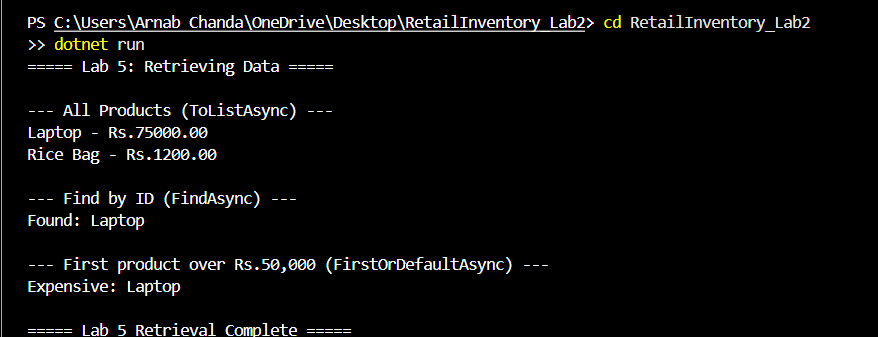 PS C:\Users\Arnab Chanda\OneDrive\Desktop\RetailInventory_Lab2> cd RetailInventory_Lab2
>> dotnet run
===== Lab 5: Retrieving Data =====
--- All Products (ToListAsync) ---
Laptop - Rs.75000.00
Rice Bag - Rs.1200.00
--- Find by ID (FindAsync) ---
Found: Laptop
--- First product over Rs.50,000 (FirstOrDefaultAsync) ---
Expensive: Laptop
===== Lab 5 Retrieval Complete =====